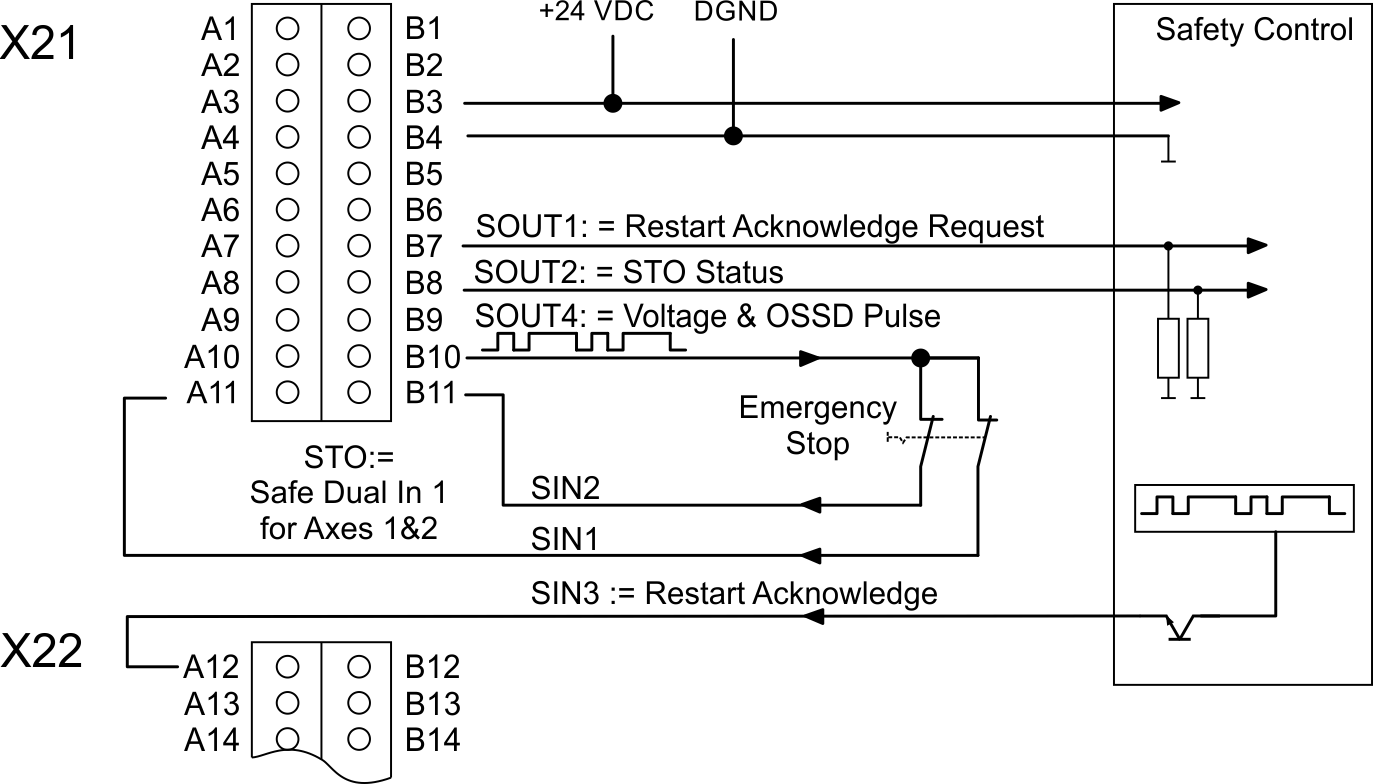 +24 VDC DGND
X21
Safety Control
A1 B1
A2 B2
A3 B3
A4 B4
A5 B5
A6 B6
A7 B7
A8 B8
A9 B9
A10 B10
A11 B11
SOUT1: = Restart Acknowledge Request
SOUT2: = STO Status
SOUT4: = Voltage & OSSD Pulse
Emergency
Stop
STO:=
Safe Dual In 1
for Axes 1&2
SIN2
SIN1
SIN3 := Restart Acknowledge
X22
A12 B12
A13 B13
A14 B14